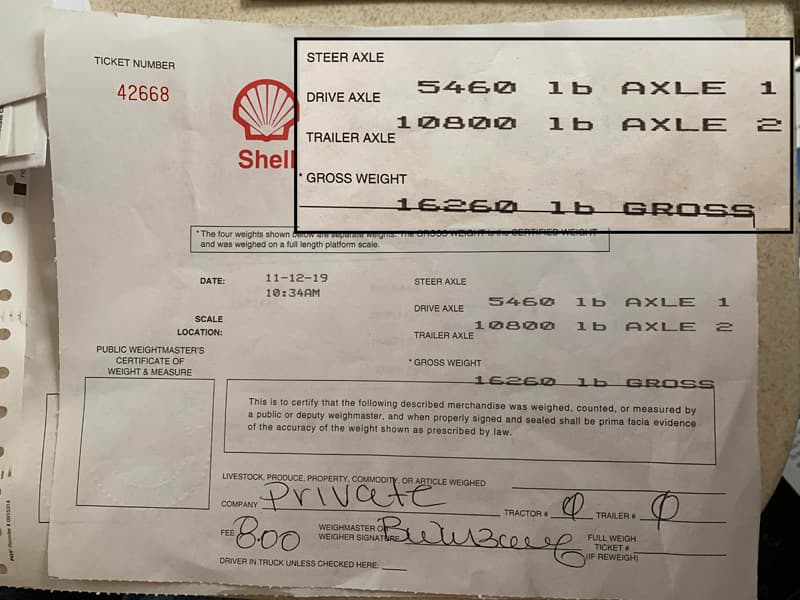 TICKET NUMBER
42668
Shell
STEER AXLE
5460 lb AXLE 1
DRIVE AXLE
10800 lb AXLE 2
TRAILER AXLE
* GROSS WEIGHT
16260 lb GROSS
* The four weights shown below are separate weights. The GROSS WEIGHT is the CERTIFIED WEIGHT
and was weighed on a full length platform scale.
DATE: 11-12-19
10:34AM
SCALE
LOCATION:
STEER AXLE
5460 lb AXLE 1
DRIVE AXLE
10800 lb AXLE 2
TRAILER AXLE
* GROSS WEIGHT
16260 lb GROSS
PUBLIC WEIGHTMASTER'S
CERTIFICATE OF
WEIGHT & MEASURE
This is to certify that the following described merchandise was weighed, counted, or measured by
a public or deputy weighmaster, and when properly signed and sealed shall be prima facia evidence
of the accuracy of the weight shown as prescribed by law.
LIVESTOCK, PRODUCE, PROPERTY, COMMODITY, OR ARTICLE WEIGHED
COMPANY Private TRACTOR # 0 TRAILER # 0
FEE 8.00 WEIGHMASTER OR
WEIGHER SIGNATURE
FULL WEIGH
TICKET #
(IF REWEIGH)
DRIVER IN TRUCK UNLESS CHECKED HERE.